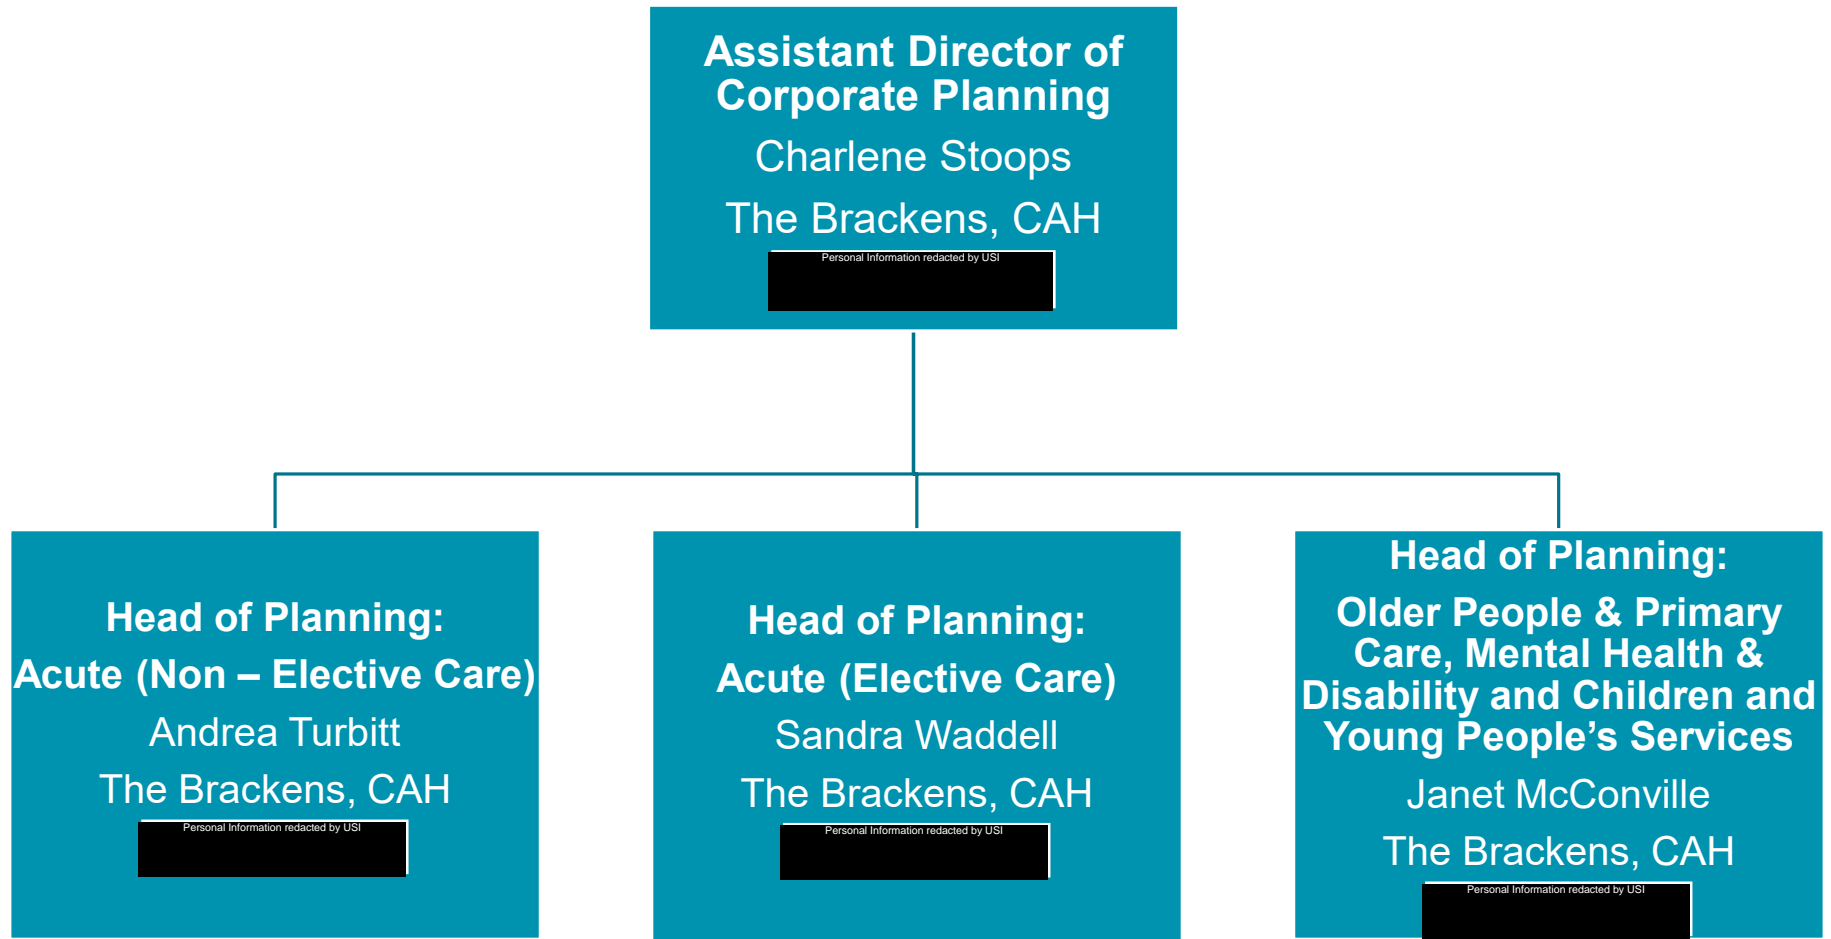 Assistant Director of
Corporate Planning
Charlene Stoops
The Brackens, CAH
Personal Information redacted by USI
Head of Planning:
Acute (Non – Elective Care)
Andrea Turbitt
The Brackens, CAH
Personal Information redacted by USI
Head of Planning:
Acute (Elective Care)
Sandra Waddell
The Brackens, CAH
Personal Information redacted by USI
Head of Planning:
Older People & Primary
Care, Mental Health &
Disability and Children and
Young People’s Services
Janet McConville
The Brackens, CAH
Personal Information redacted by USI